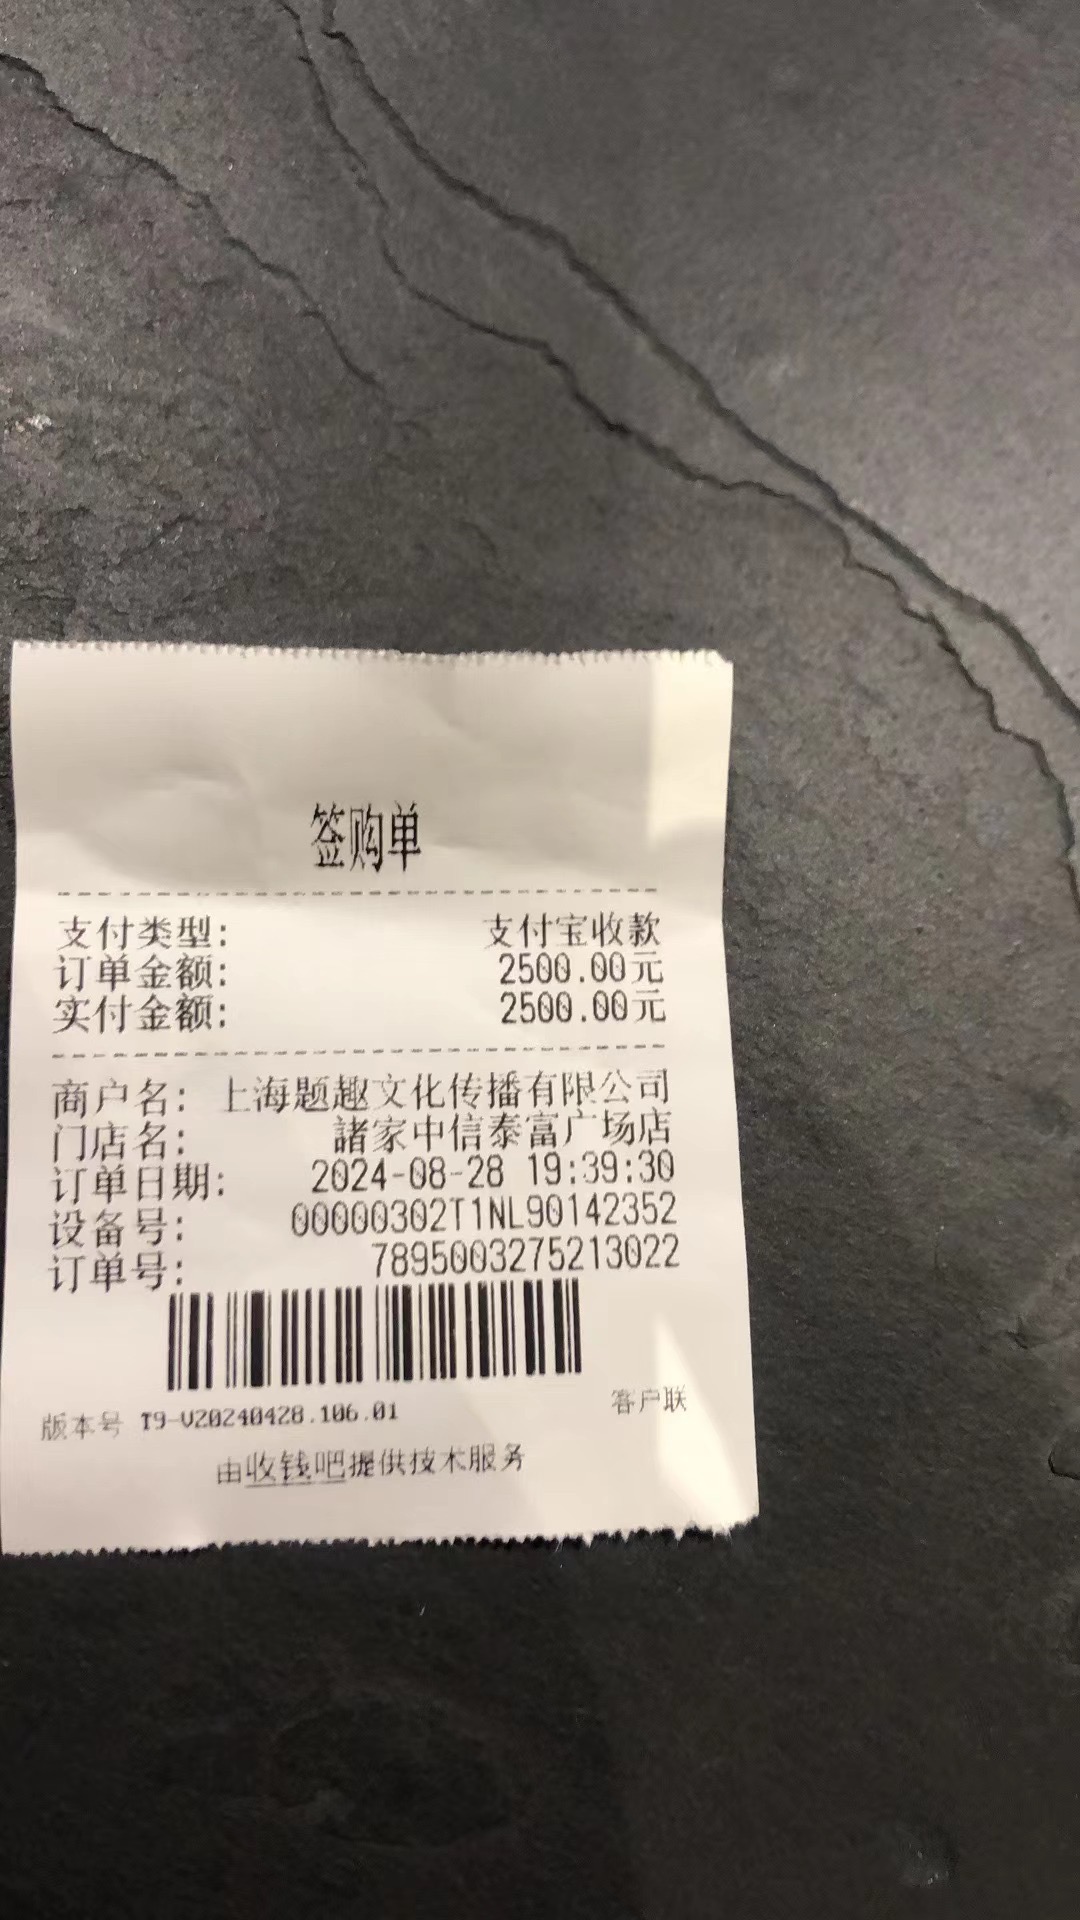 签购单
支付类型: 支付宝收款
订单金额: 2500.00元
实付金额: 2500.00元
商户名: 上海题趣文化传播有限公司
门店名: 諸家中信泰富广场店
订单日期: 2024-08-28 19:39:30
设备号: 00000302T1NL90142352
订单号: 7895003275213022
客户联
版本号 T9-V20240428.106.01
由收钱吧提供技术服务